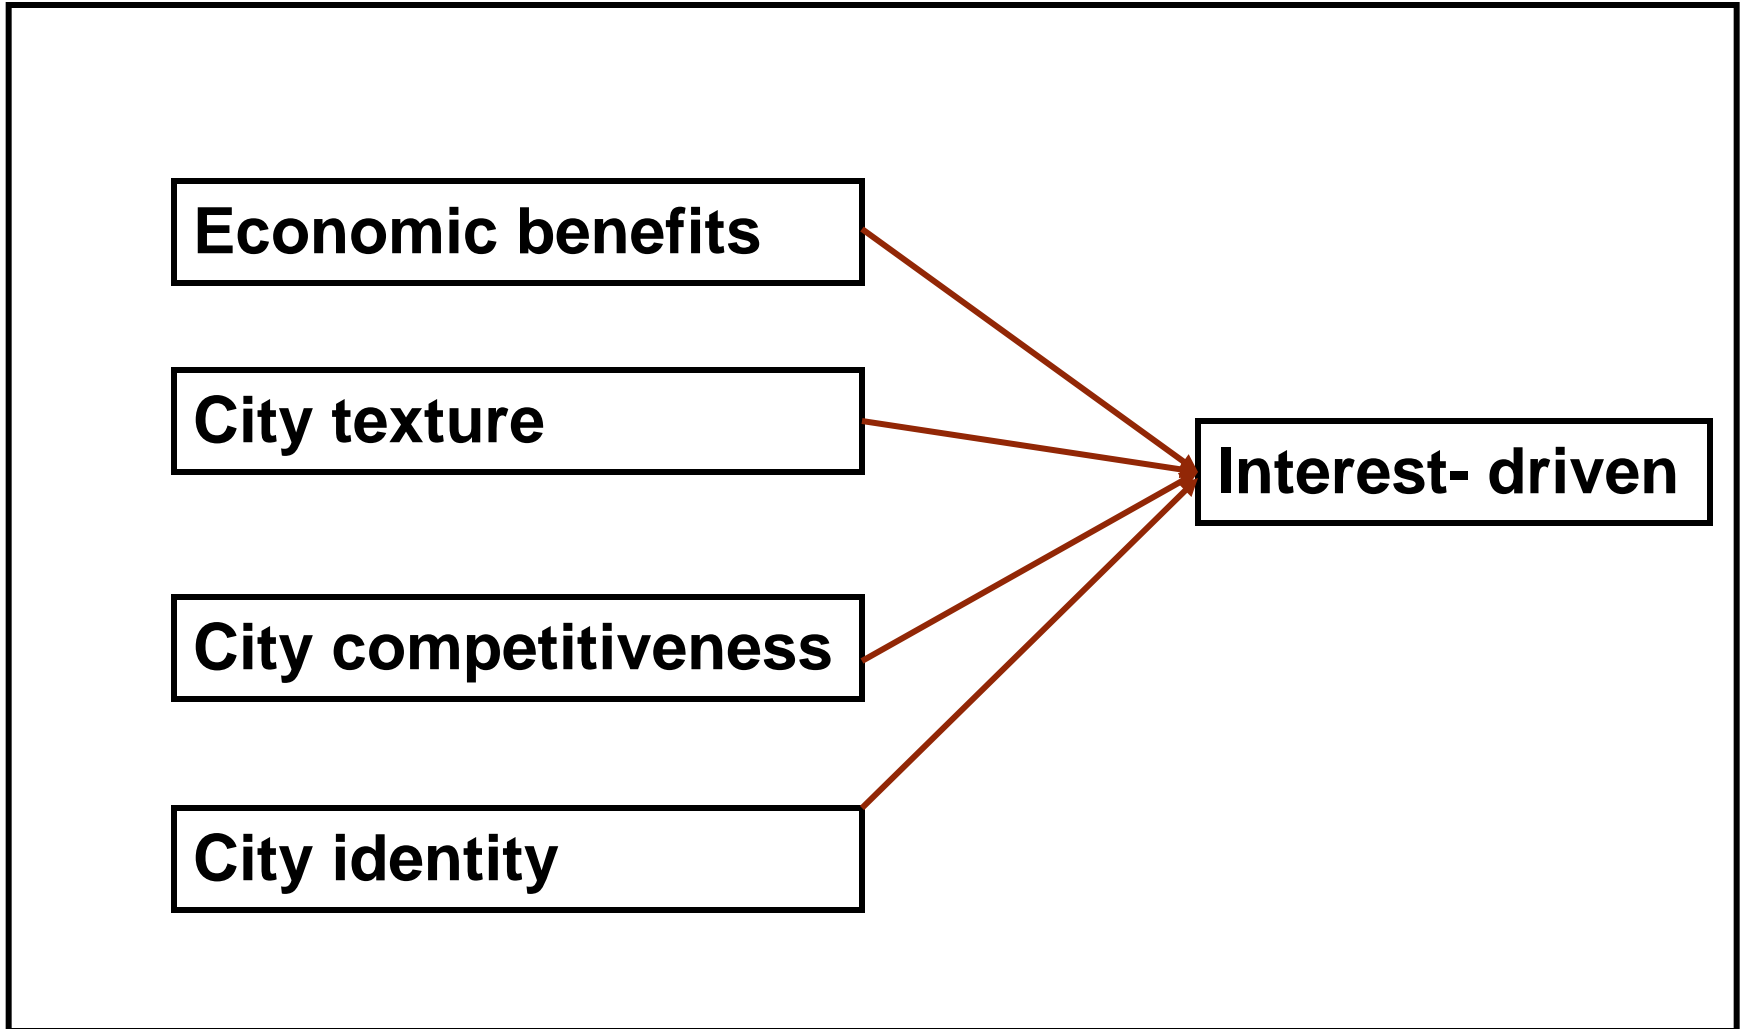 Economic benefits
City texture
Interest- driven
City competitiveness
City identity